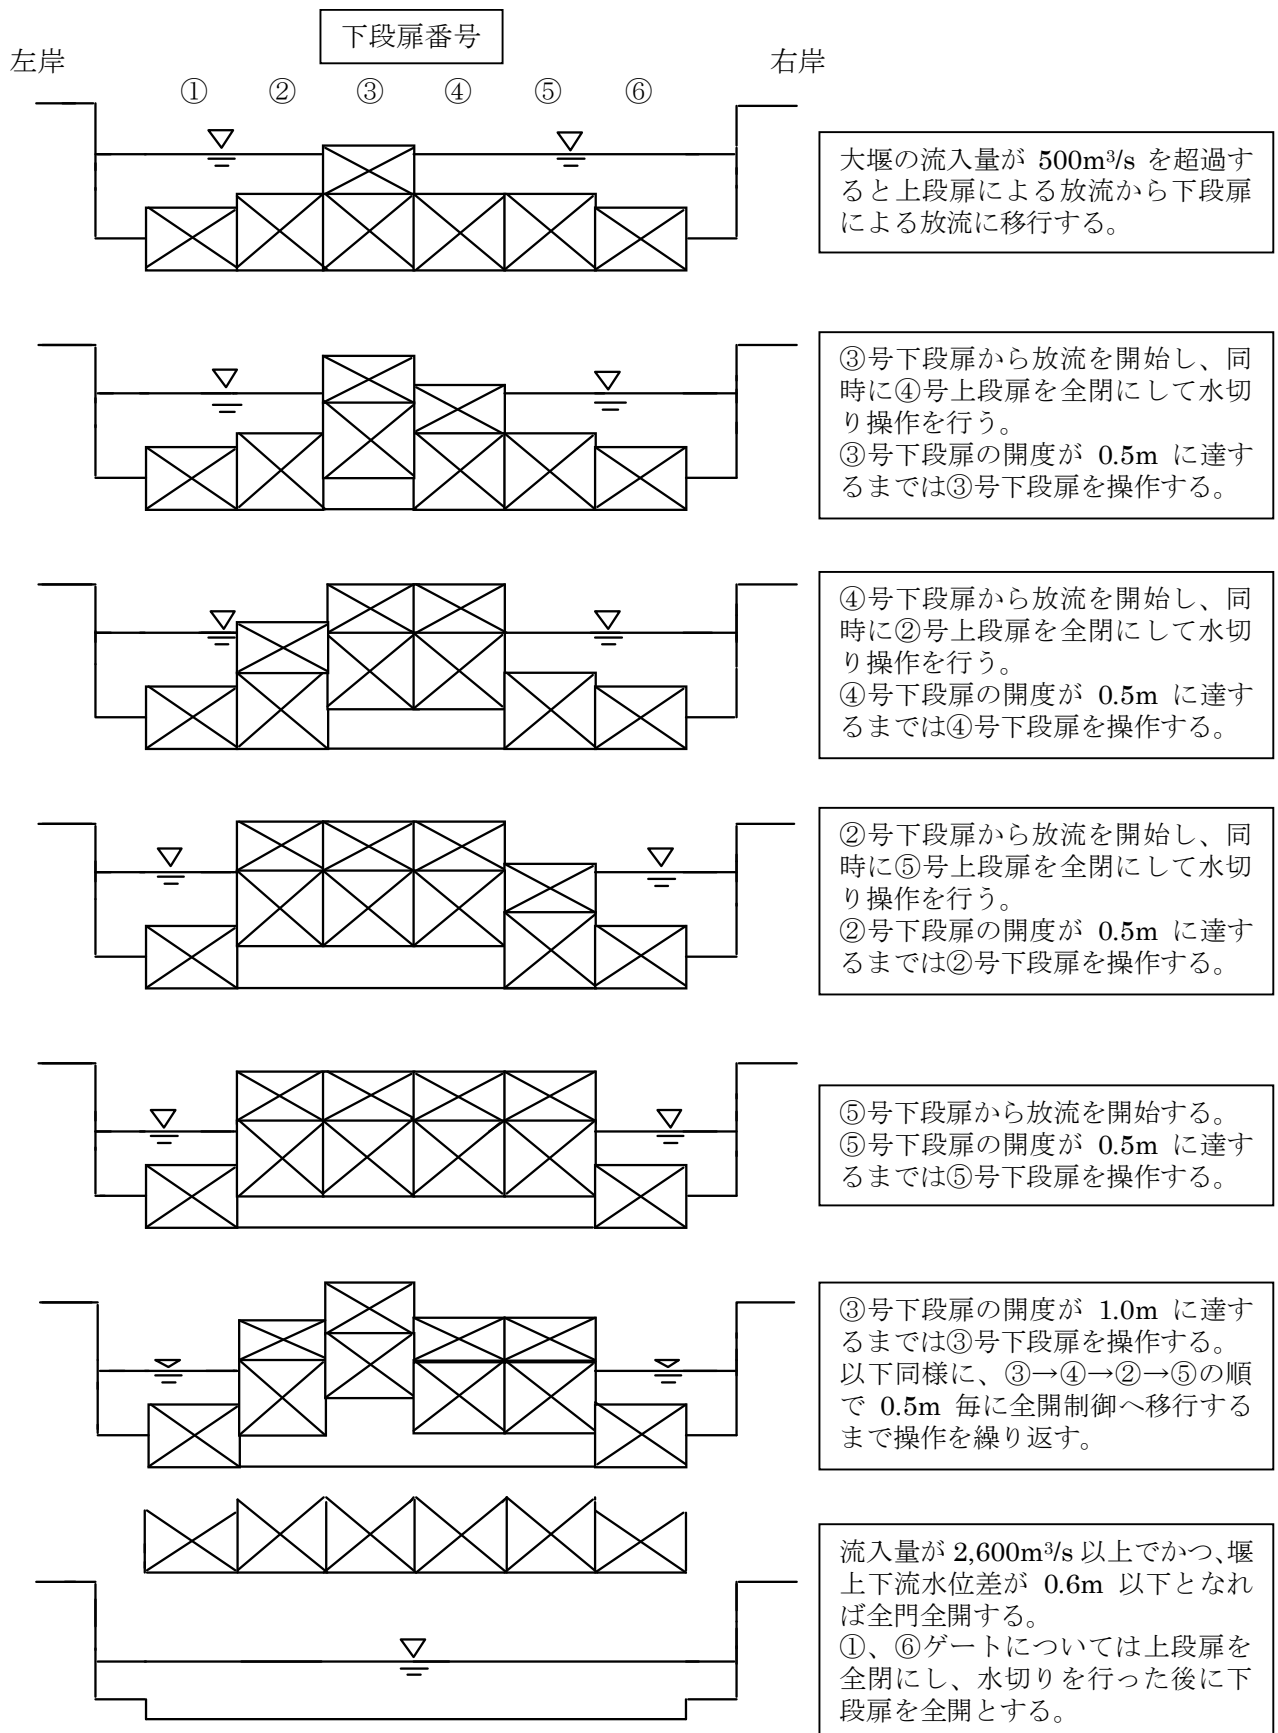 下段扉番号
左岸
右岸
① ② ③ ④ ⑤ ⑥
大堰の流入量が 500m³/s を超過す
ると上段扉による放流から下段扉
による放流に移行する。
③号下段扉から放流を開始し、同
時に④号上段扉を全閉にして水切
り操作を行う。
③号下段扉の開度が 0.5m に達す
るまでは③号下段扉を操作する。
④号下段扉から放流を開始し、同
時に②号上段扉を全閉にして水切
り操作を行う。
④号下段扉の開度が 0.5m に達す
るまでは④号下段扉を操作する。
②号下段扉から放流を開始し、同
時に⑤号上段扉を全閉にして水切
り操作を行う。
②号下段扉の開度が 0.5m に達す
るまでは②号下段扉を操作する。
⑤号下段扉から放流を開始する。
⑤号下段扉の開度が 0.5m に達す
るまでは⑤号下段扉を操作する。
③号下段扉の開度が 1.0m に達す
るまでは③号下段扉を操作する。
以下同様に、③→④→②→⑤の順
で 0.5m 毎に全開制御へ移行する
まで操作を繰り返す。
流入量が 2,600m³/s 以上でかつ、堰
上下流水位差が 0.6m 以下となれ
ば全門全開する。
①、⑥ゲートについては上段扉を
全閉にし、水切りを行った後に下
段扉を全開とする。